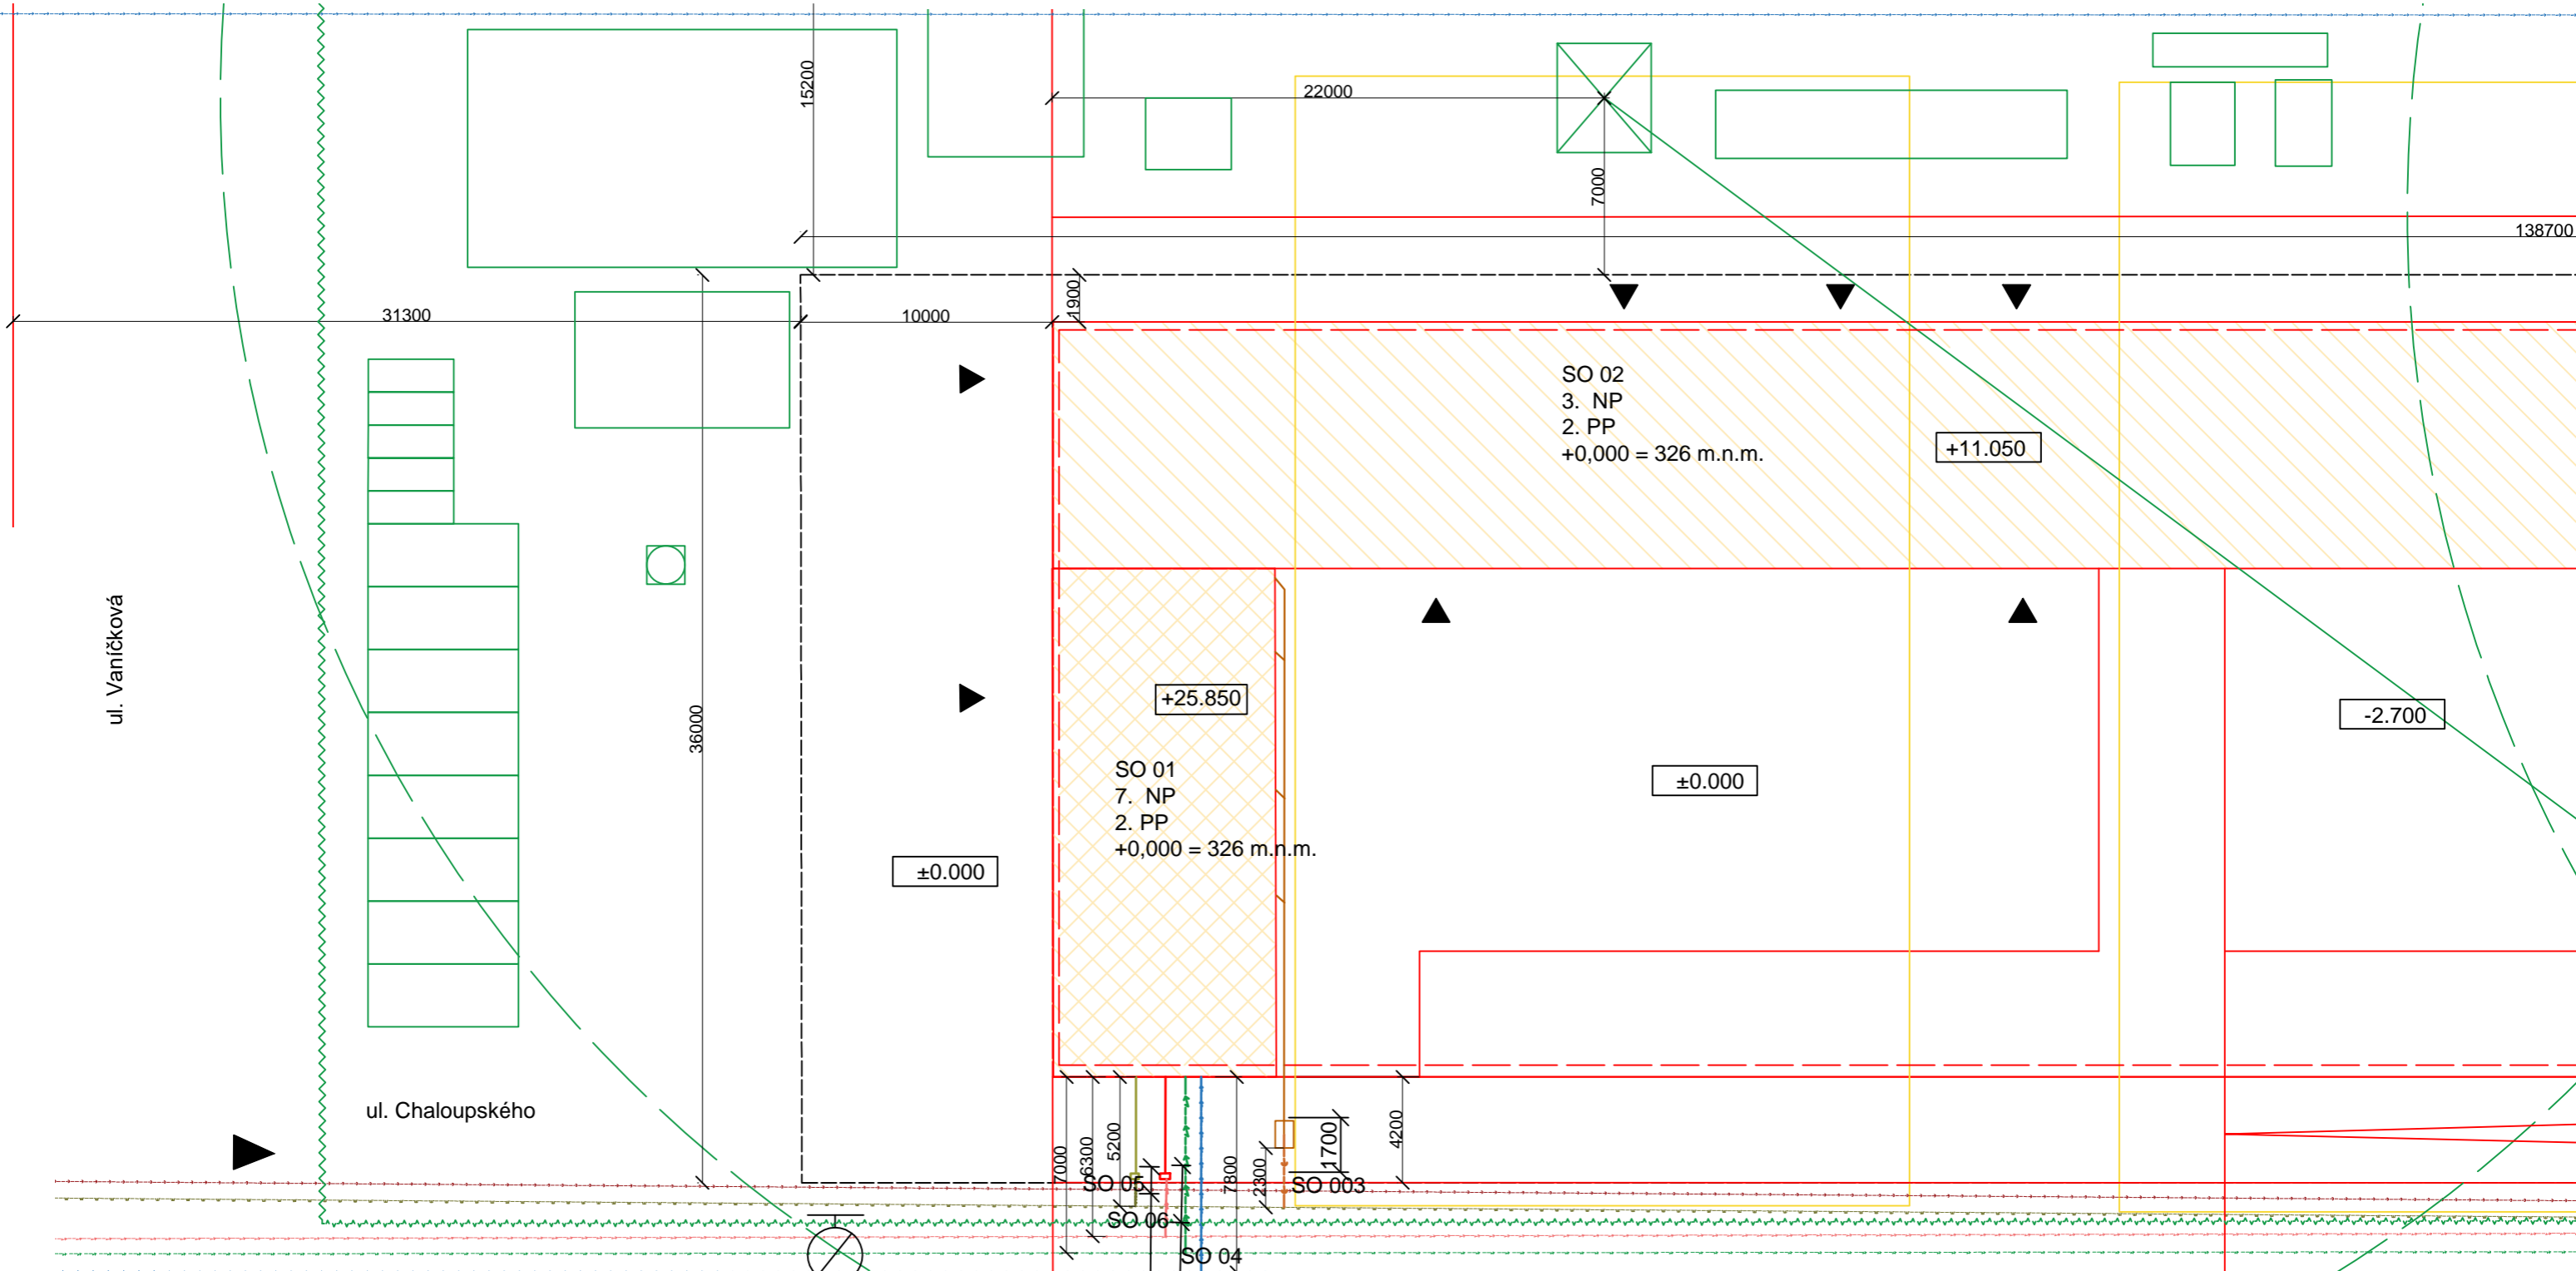 15200
22000
7000
138700
31300
10000
1900
SO 02
3. NP
2. PP
+0,000 = 326 m.n.m.
+11.050
ul. Vaníčková
36000
+25.850
-2.700
SO 01
7. NP
2. PP
+0,000 = 326 m.n.m.
±0.000
±0.000
ul. Chaloupského
7000
6300
5200
7800
2300
1700
4200
SO 05
SO 003
SO 06
SO 04